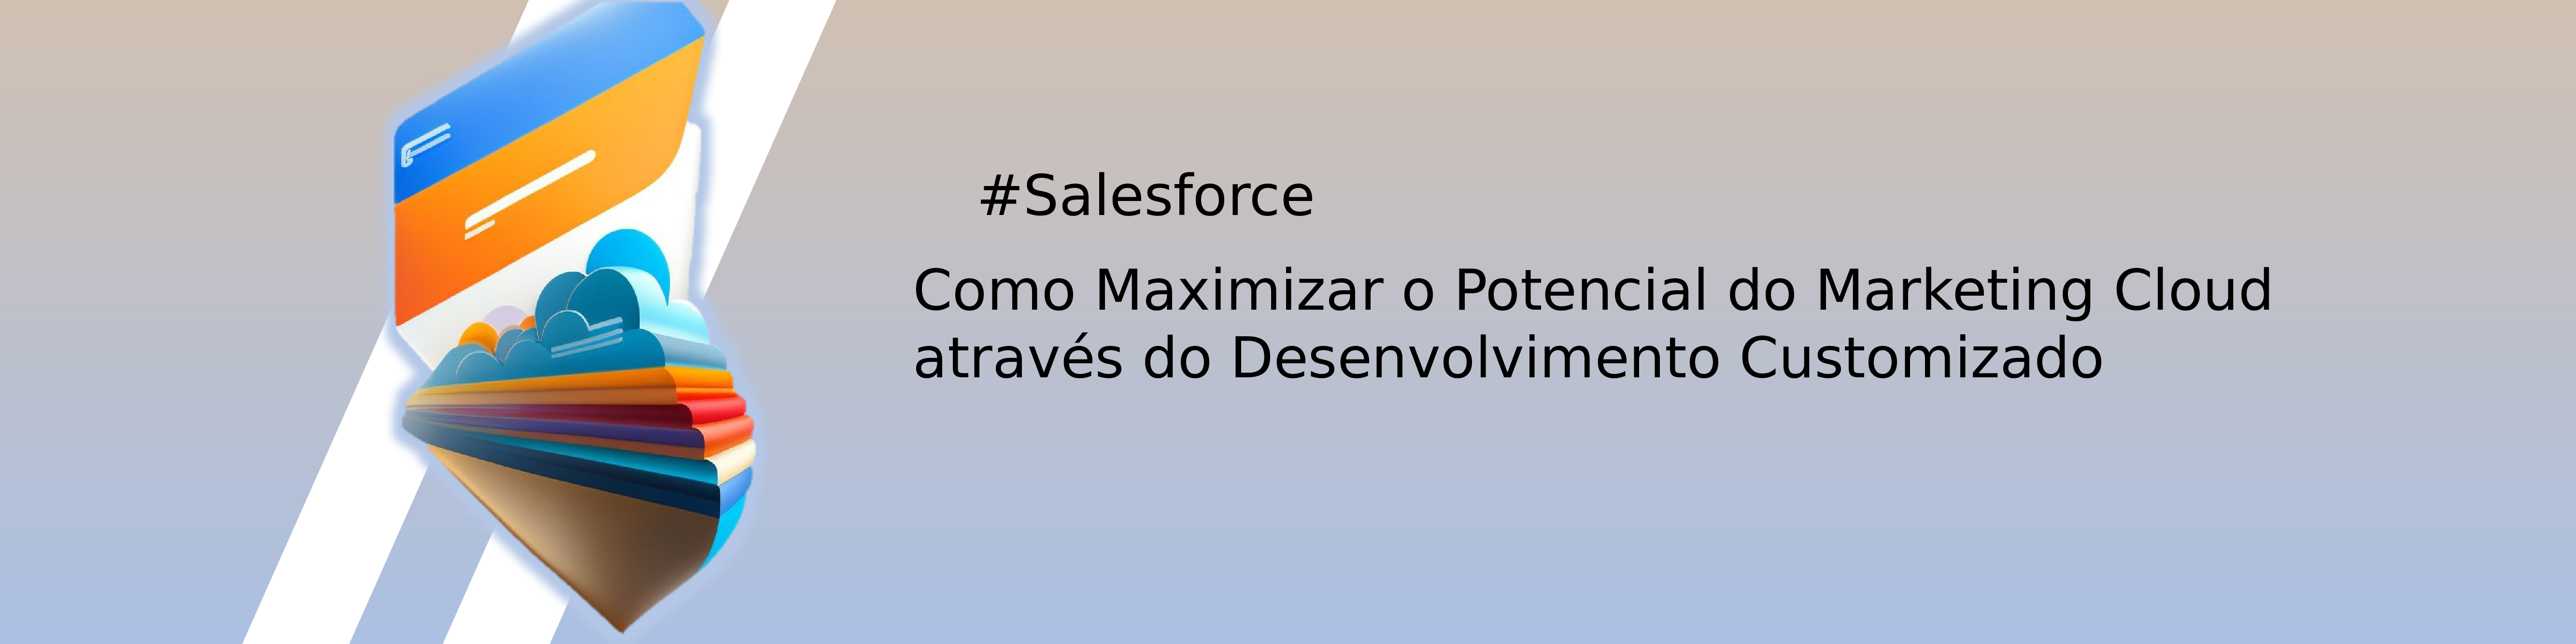 #Salesforce
Como Maximizar o Potencial do Marketing Cloud
através do Desenvolvimento Customizado